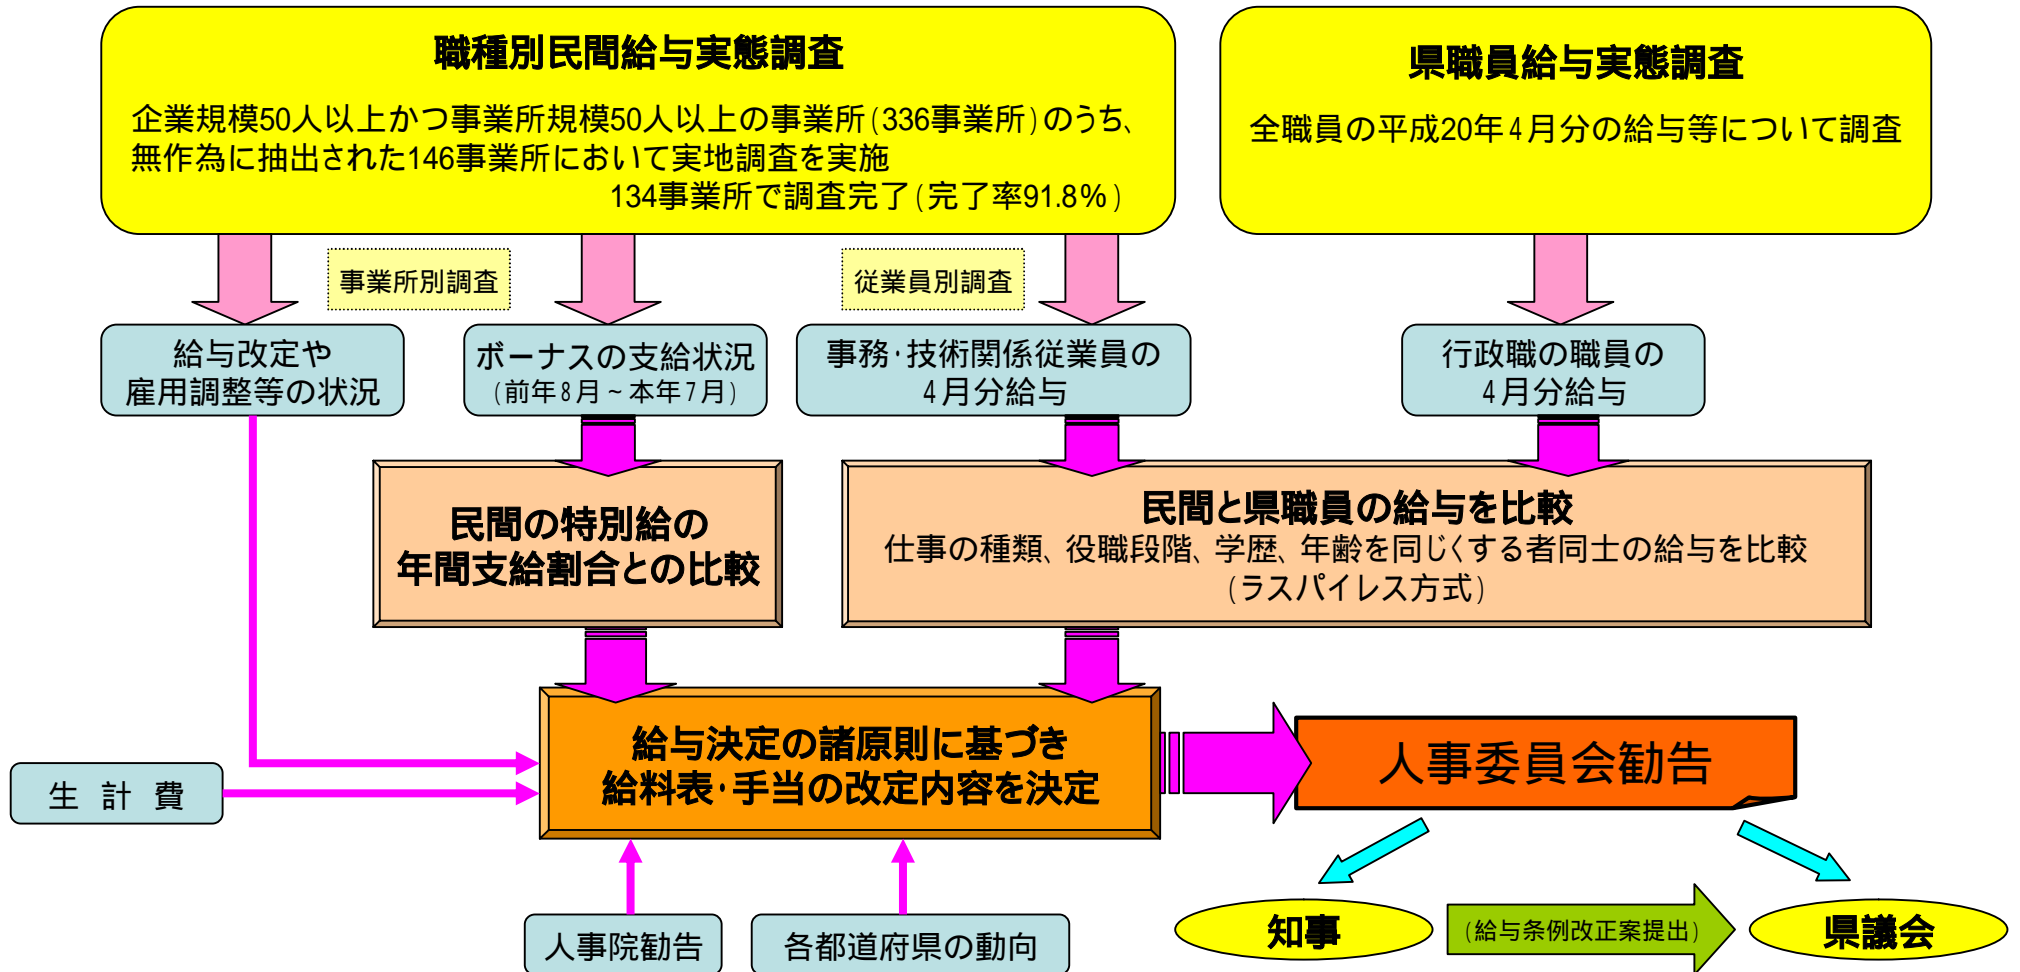 職種別民間給与実態調査
企業規模50人以上かつ事業所規模50人以上の事業所(336事業所)のうち、
無作為に抽出された146事業所において実地調査を実施
134事業所で調査完了(完了率91.8%)
県職員給与実態調査
全職員の平成20年4月分の給与等について調査
事業所別調査
従業員別調査
給与改定や
雇用調整等の状況
ボーナスの支給状況
(前年8月~本年7月)
事務・技術関係従業員の
4月分給与
行政職の職員の
4月分給与
民間の特別給の
年間支給割合との比較
民間と県職員の給与を比較
仕事の種類、役職段階、学歴、年齢を同じくする者同士の給与を比較
(ラスパイレス方式)
給与決定の諸原則に基づき
給料表・手当の改定内容を決定
人事委員会勧告
生 計 費
人事院勧告
各都道府県の動向
知事
(給与条例改正案提出)
県議会